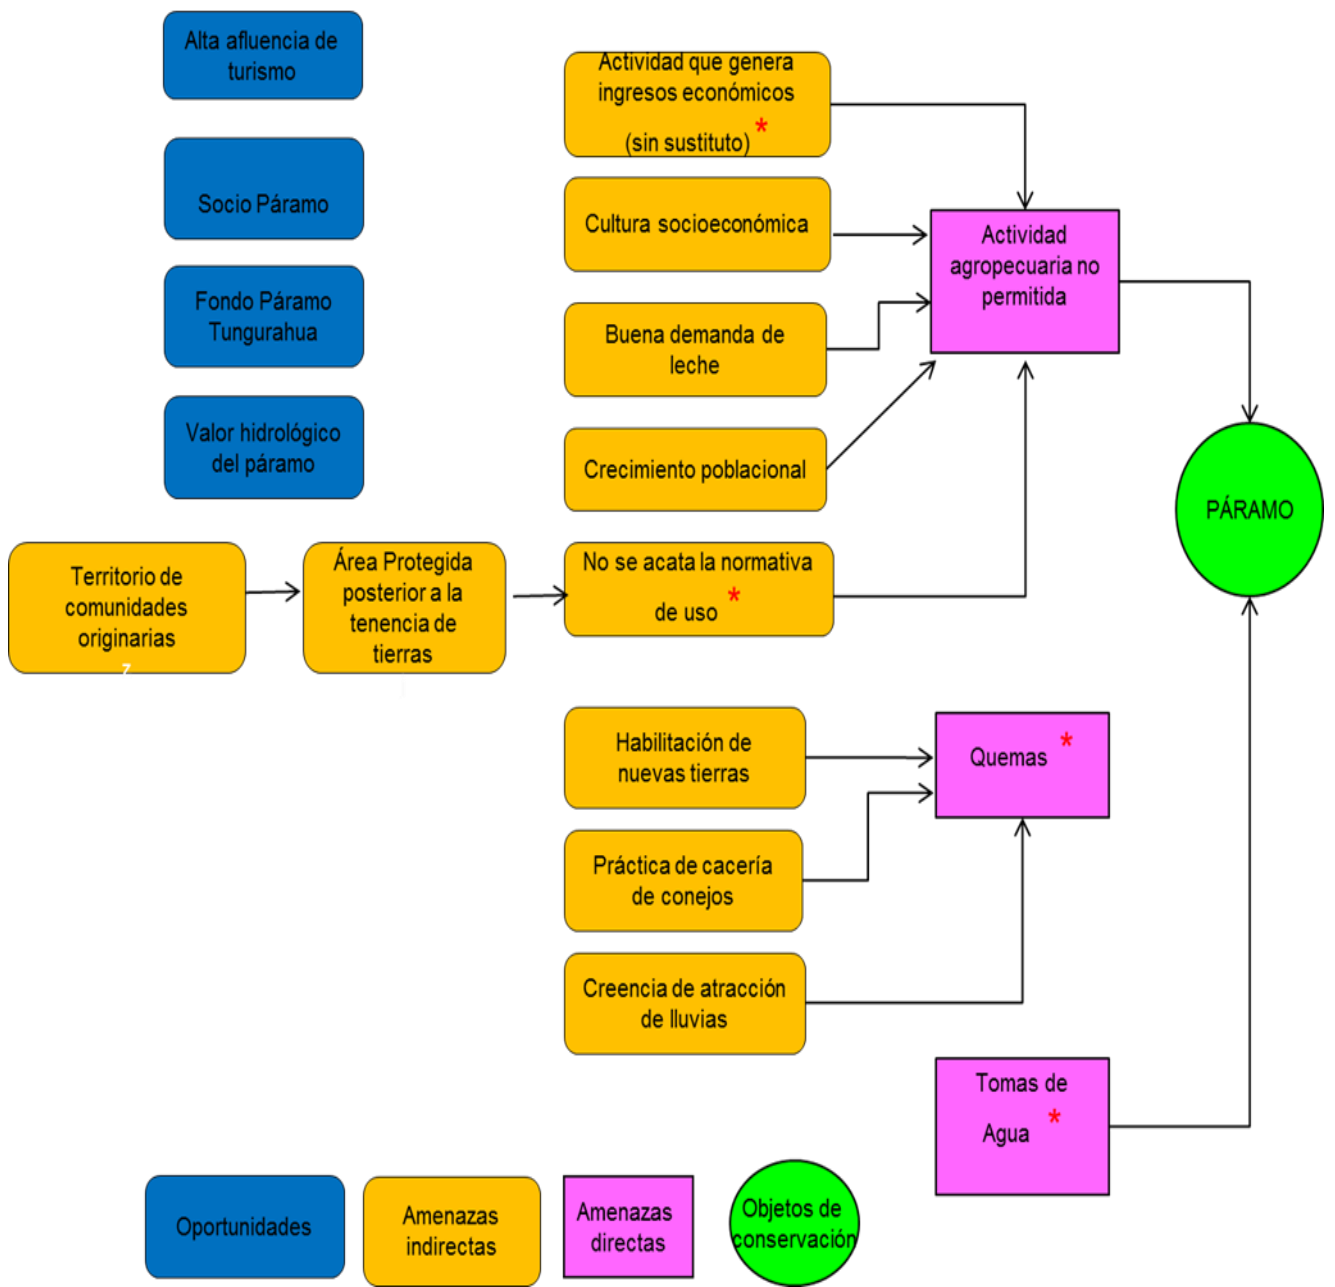 Alta afluencia de
turismo
Socio Páramo
Fondo Páramo
Tungurahua
Valor hidrológico
del páramo
Territorio de
comunidades
originarias
7
Área Protegida
posterior a la
tenencia de
tierras
Actividad que genera
ingresos económicos
(sin sustituto) *
Cultura socioeconómica
Buena demanda de
leche
Crecimiento poblacional
No se acata la normativa
de uso *
Habilitación de
nuevas tierras
Práctica de cacería
de conejos
Creencia de atracción
de lluvias
Actividad
agropecuaria no
permitida
Quemas *
Tomas de
Agua *
PÁRAMO
Oportunidades
Amenazas
indirectas
Amenazas
directas
Objetos de
conservación